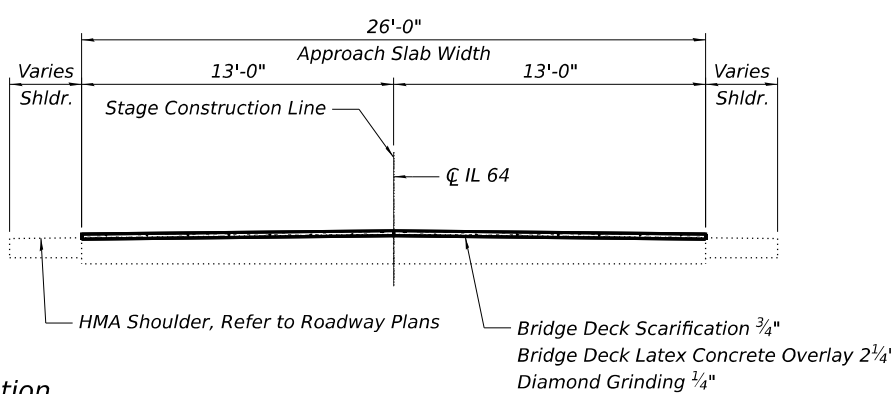 26'-0"
Approach Slab Width
Varies 13'-0" 13'-0" Varies
Shldr. Shldr.
Stage Construction Line
℄ IL 64
HMA Shoulder, Refer to Roadway Plans
Bridge Deck Scarification ¾"
Bridge Deck Latex Concrete Overlay 2¼"
Diamond Grinding ¼"